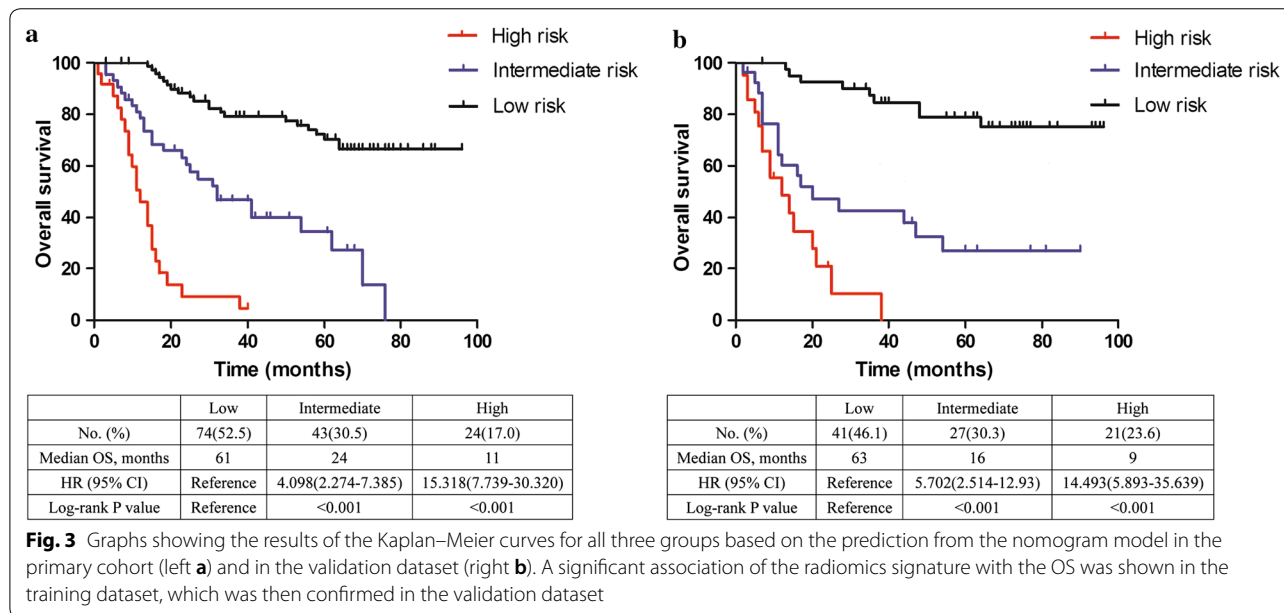 a
High risk
Intermediate risk
Low risk
Overall survival
100
80
60
40
20
0
0 20 40 60 80 100
Time (months)
Low Intermediate High
No. (%) 74(52.5) 43(30.5) 24(17.0)
Median OS, months 61 24 11
HR (95% CI) Reference 4.098(2.274-7.385) 15.318(7.739-30.320)
Log-rank P value Reference <0.001 <0.001
b
High risk
Intermediate risk
Low risk
Overall survival
100
80
60
40
20
0
0 20 40 60 80 100
Time (months)
Low Intermediate High
No. (%) 41(46.1) 27(30.3) 21(23.6)
Median OS, months 63 16 9
HR (95% CI) Reference 5.702(2.514-12.93) 14.493(5.893-35.639)
Log-rank P value Reference <0.001 <0.001
Fig. 3 Graphs showing the results of the Kaplan–Meier curves for all three groups based on the prediction from the nomogram model in the
primary cohort (left a) and in the validation dataset (right b). A significant association of the radiomics signature with the OS was shown in the
training dataset, which was then confirmed in the validation dataset